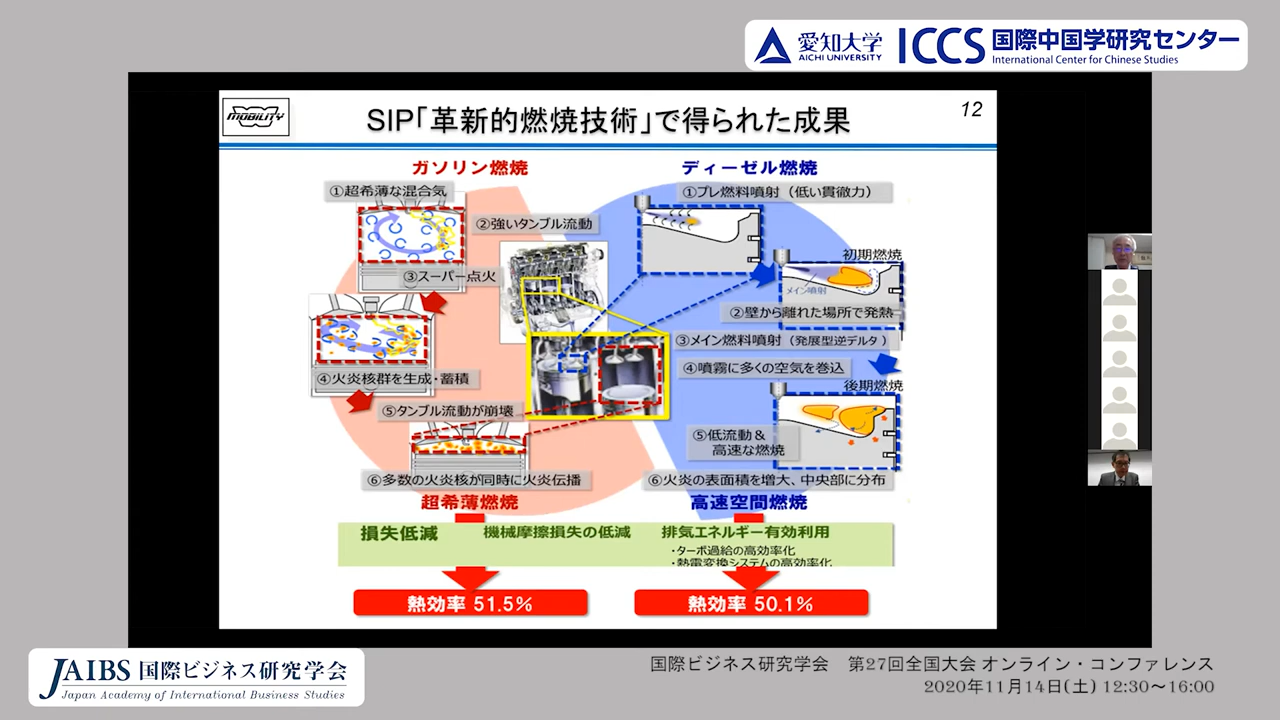 愛知大学
AICHI UNIVERSITY
ICCS 国際中国学研究センター
International Center for Chinese Studies
MOBILITY
SIP「革新的燃焼技術」で得られた成果
12
ガソリン燃焼
ディーゼル燃焼
①超希薄な混合気
②強いタンブル流動
③スーパー点火
④火炎核群を生成・蓄積
⑤タンブル流動が崩壊
⑥多数の火炎核が同時に火炎伝播
超希薄燃焼
①プレ燃料噴射（低い貫徹力）
初期燃焼
メイン噴射
②壁から離れた場所で発熱
③メイン燃料噴射（発展型逆デルタ）
④噴霧に多くの空気を巻込
後期燃焼
⑤低流動＆
高速な燃焼
⑥火炎の表面積を増大、中央部に分布
高速空間燃焼
損失低減
機械摩擦損失の低減
排気エネルギー有効利用
・ターボ過給の高効率化
・熱電変換システムの高効率化
熱効率 51.5%
熱効率 50.1%
JAIBS 国際ビジネス研究学会
Japan Academy of International Business Studies
国際ビジネス研究学会　第27回全国大会 オンライン・コンファレンス
2020年11月14日(土) 12:30～16:00